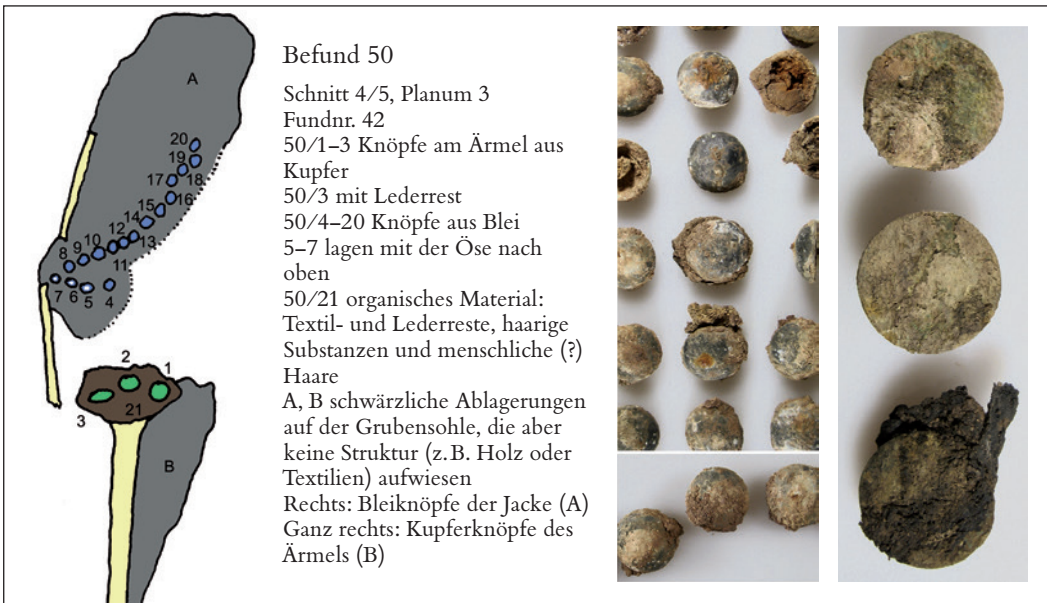 A
20
19
18
17
16
15
14
13
12
11
10
9
8
7
6
5
4
2
1
3
21
B
Befund 50
Schnitt 4/5, Planum 3
Fundnr. 42
50/1–3 Knöpfe am Ärmel aus
Kupfer
50/3 mit Lederrest
50/4–20 Knöpfe aus Blei
5–7 lagen mit der Öse nach
oben
50/21 organisches Material:
Textil- und Lederreste, haarige
Substanzen und menschliche (?)
Haare
A, B schwärzliche Ablagerungen
auf der Grubensohle, die aber
keine Struktur (z.B. Holz oder
Textilien) aufwiesen
Rechts: Bleiknöpfe der Jacke (A)
Ganz rechts: Kupferknöpfe des
Ärmels (B)